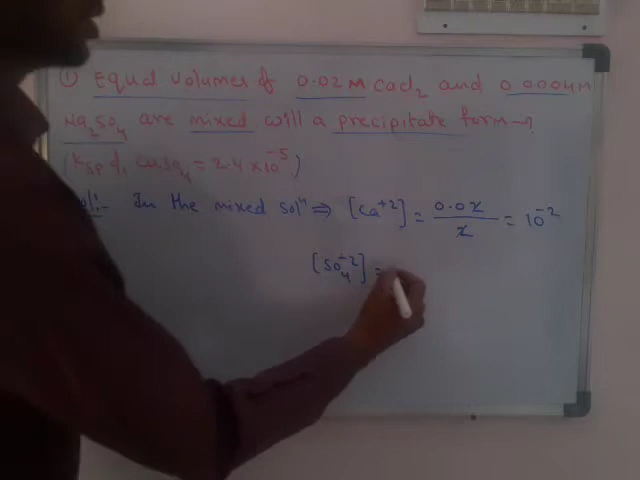 ① Equal volumes of 0.02M CaCl2 and 0.0004M
Na2SO4 are mixed will a precipitate form→?
(Ksp of CaSO4 = 2.4×10^-5)
Sol:- In the mixed solⁿ ⇒ [Ca^+2] = 0.02/2 = 10^-2
[SO4^-2] =